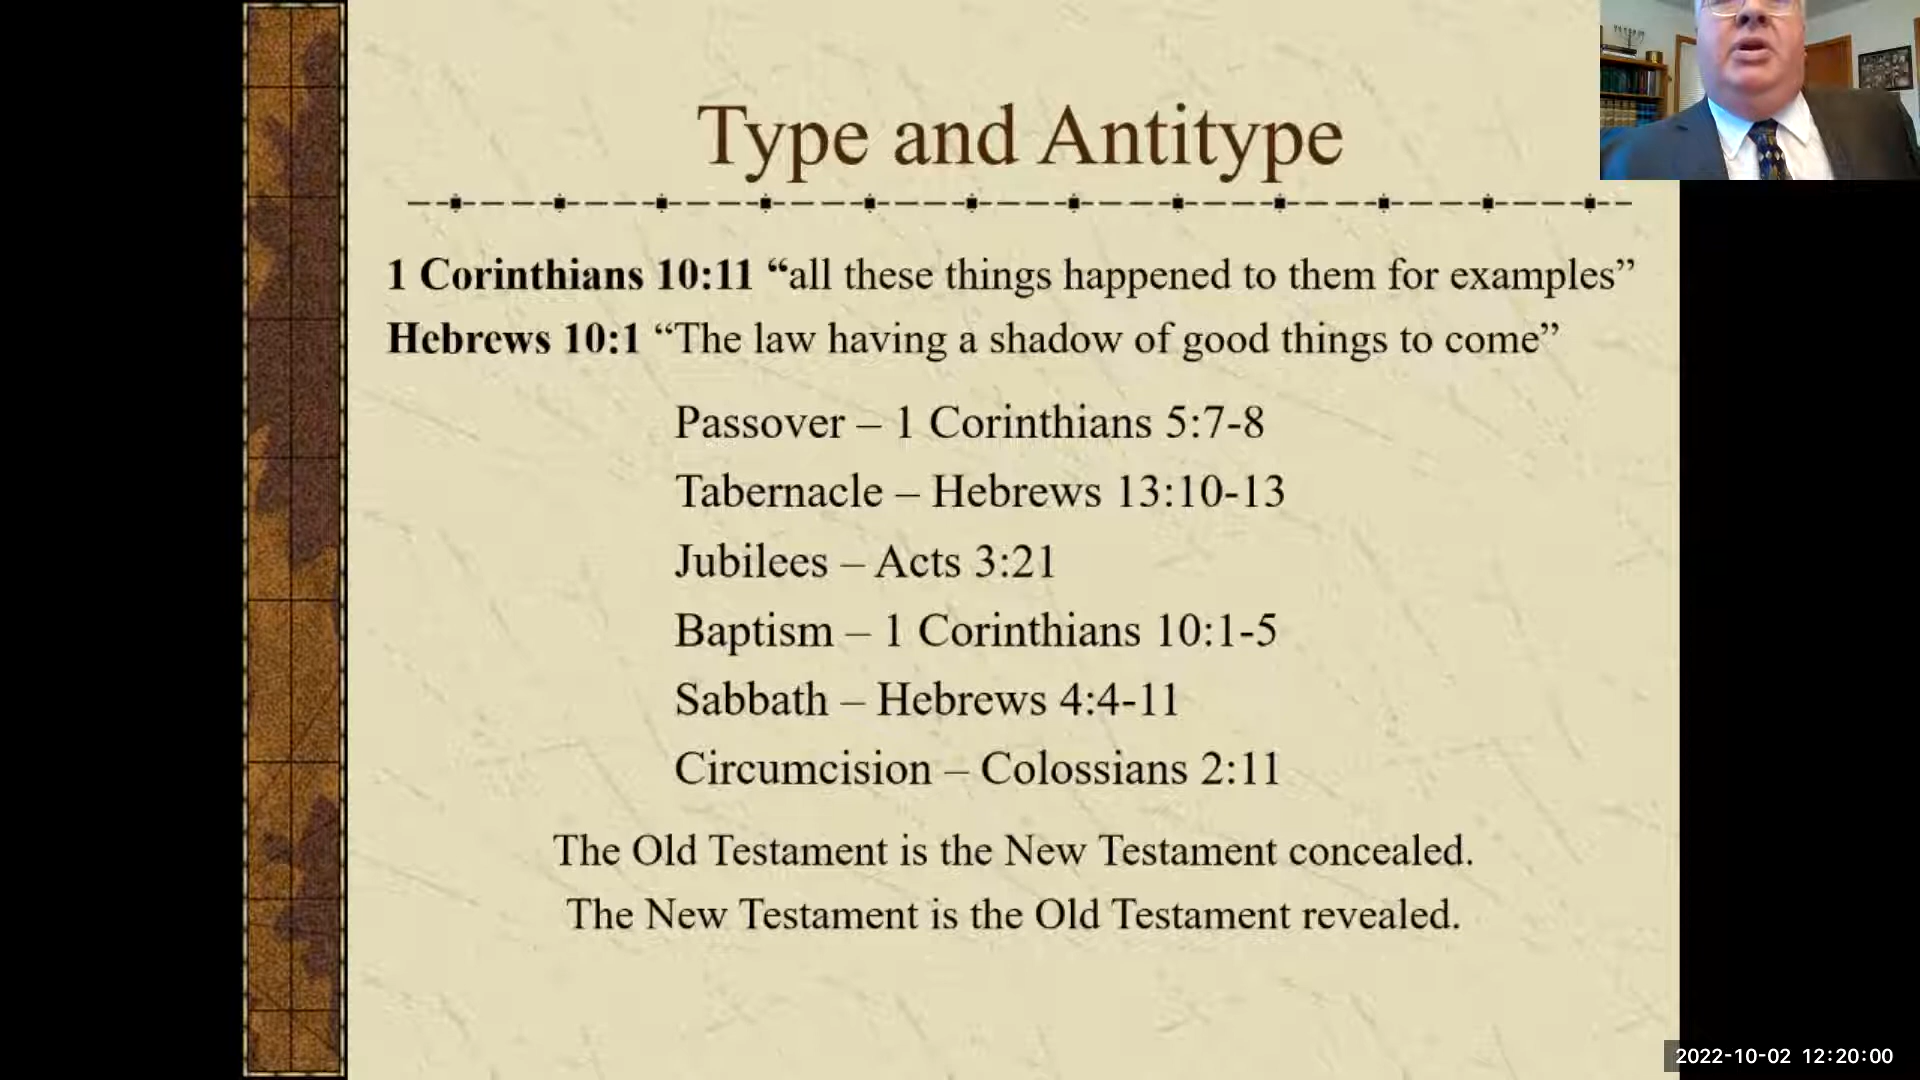 Type and Antitype
1 Corinthians 10:11 “all these things happened to them for examples”
Hebrews 10:1 “The law having a shadow of good things to come”
Passover – 1 Corinthians 5:7-8
Tabernacle – Hebrews 13:10-13
Jubilees – Acts 3:21
Baptism – 1 Corinthians 10:1-5
Sabbath – Hebrews 4:4-11
Circumcision – Colossians 2:11
The Old Testament is the New Testament concealed.
The New Testament is the Old Testament revealed.
2022-10-02 12:20:00